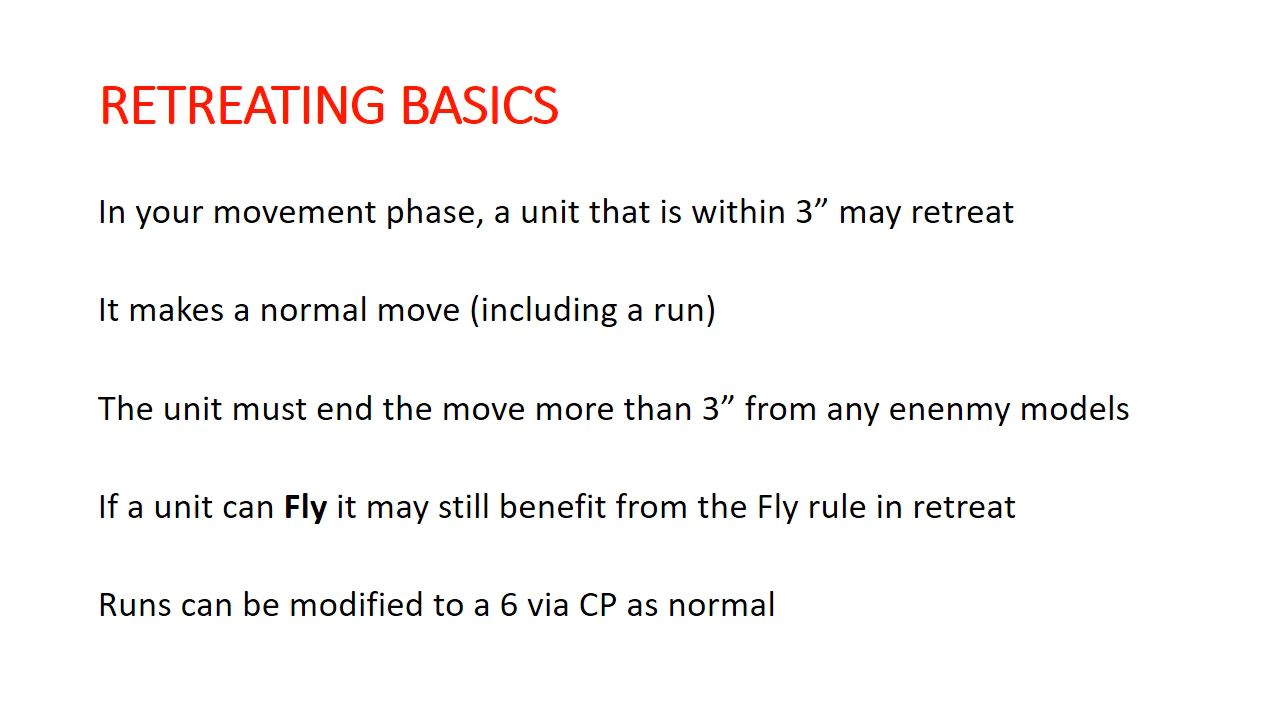 RETREATING BASICS
In your movement phase, a unit that is within 3” may retreat
It makes a normal move (including a run)
The unit must end the move more than 3” from any enenmy models
If a unit can Fly it may still benefit from the Fly rule in retreat
Runs can be modified to a 6 via CP as normal